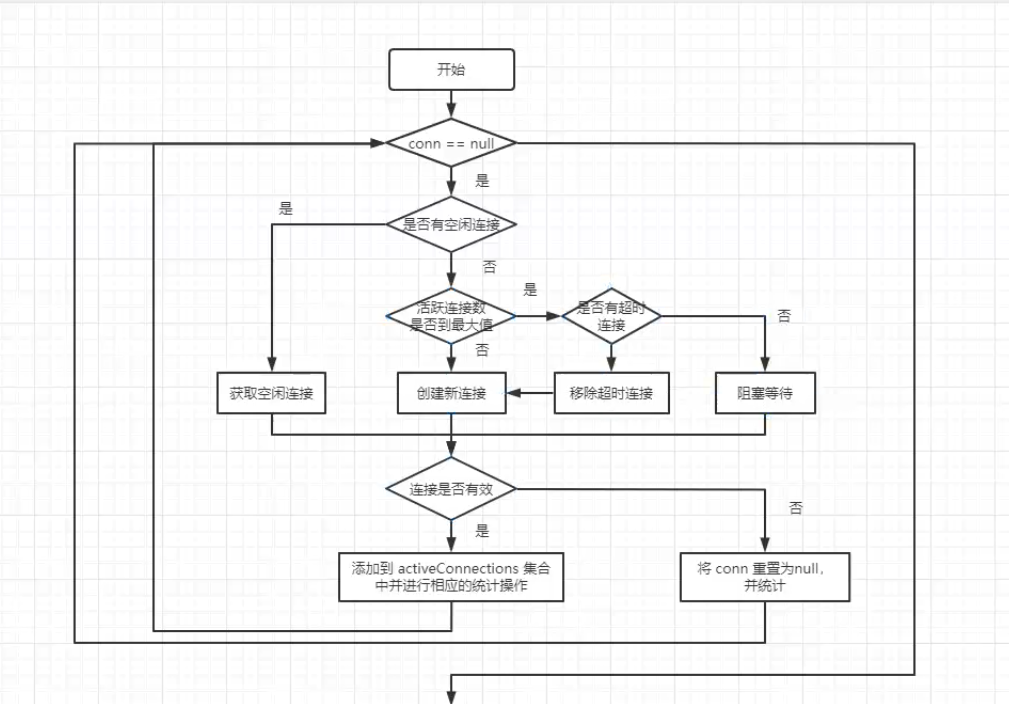 开始
conn == null
是
是
是否有空闲连接
否
是
活跃连接数
是否到最大值
是否有超时
连接
否
否
获取空闲连接
创建新连接
移除超时连接
阻塞等待
连接是否有效
否
是
添加到 activeConnections 集合
中并进行相应的统计操作
将 conn 重置为null，
并统计